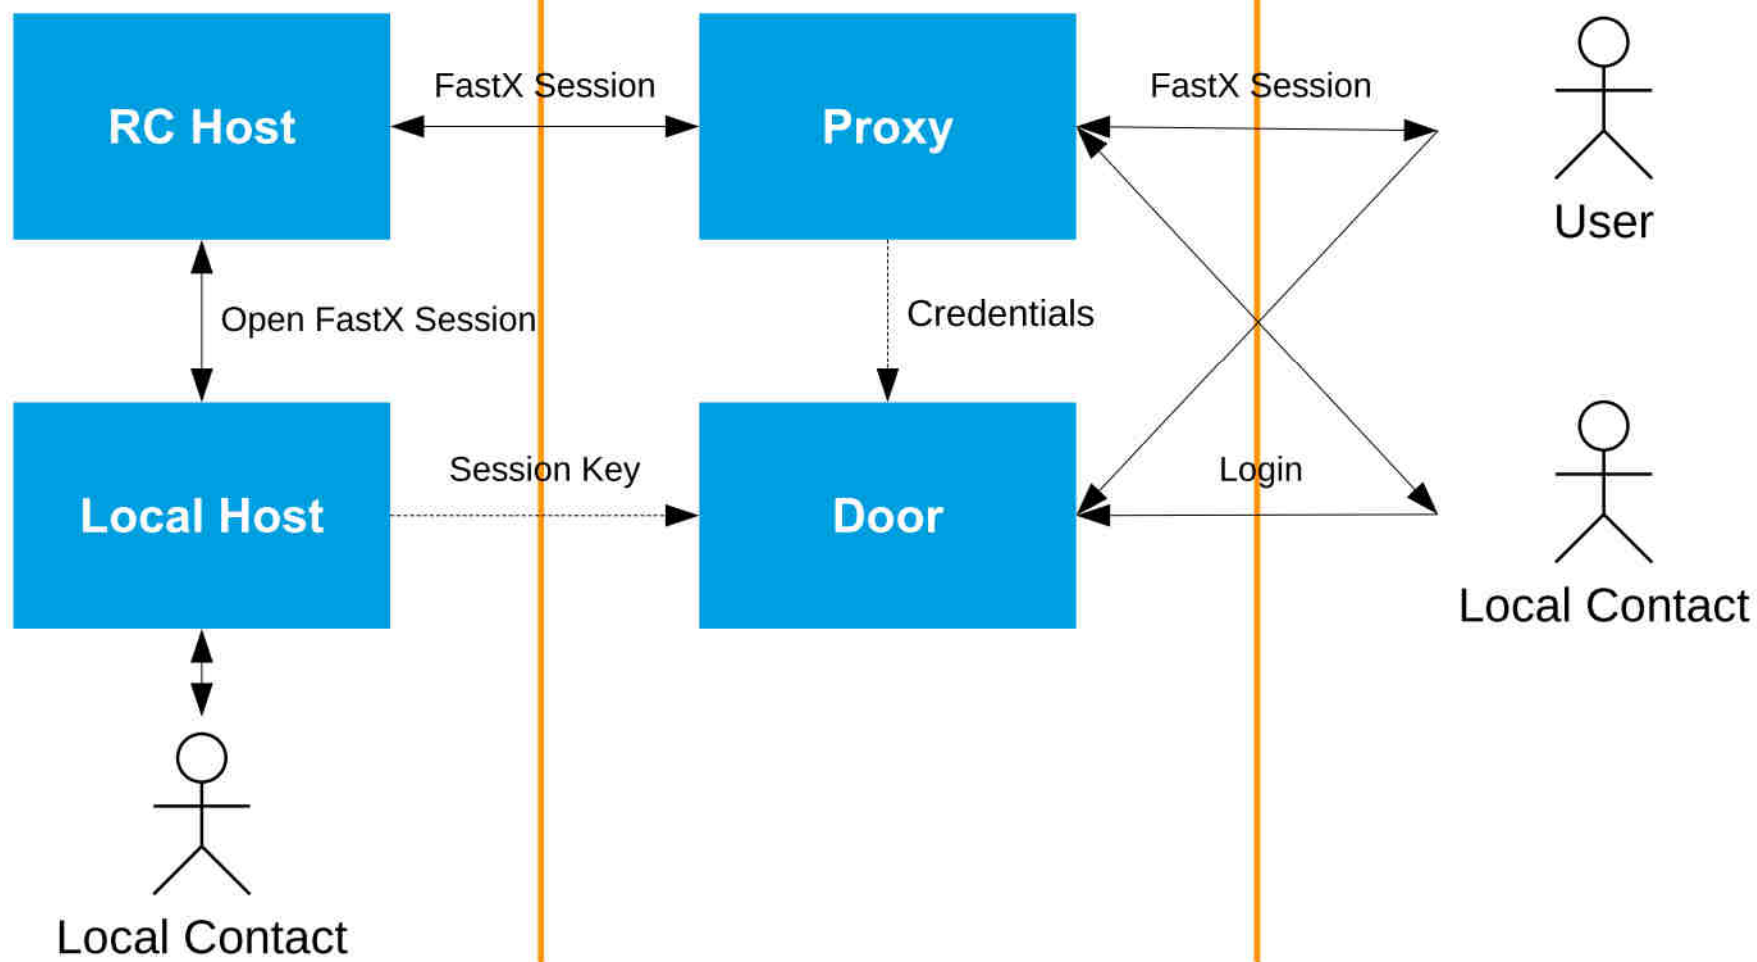 RC Host
FastX Session
Proxy
FastX Session
User
Open FastX Session
Credentials
Local Host
Session Key
Door
Login
Local Contact
Local Contact